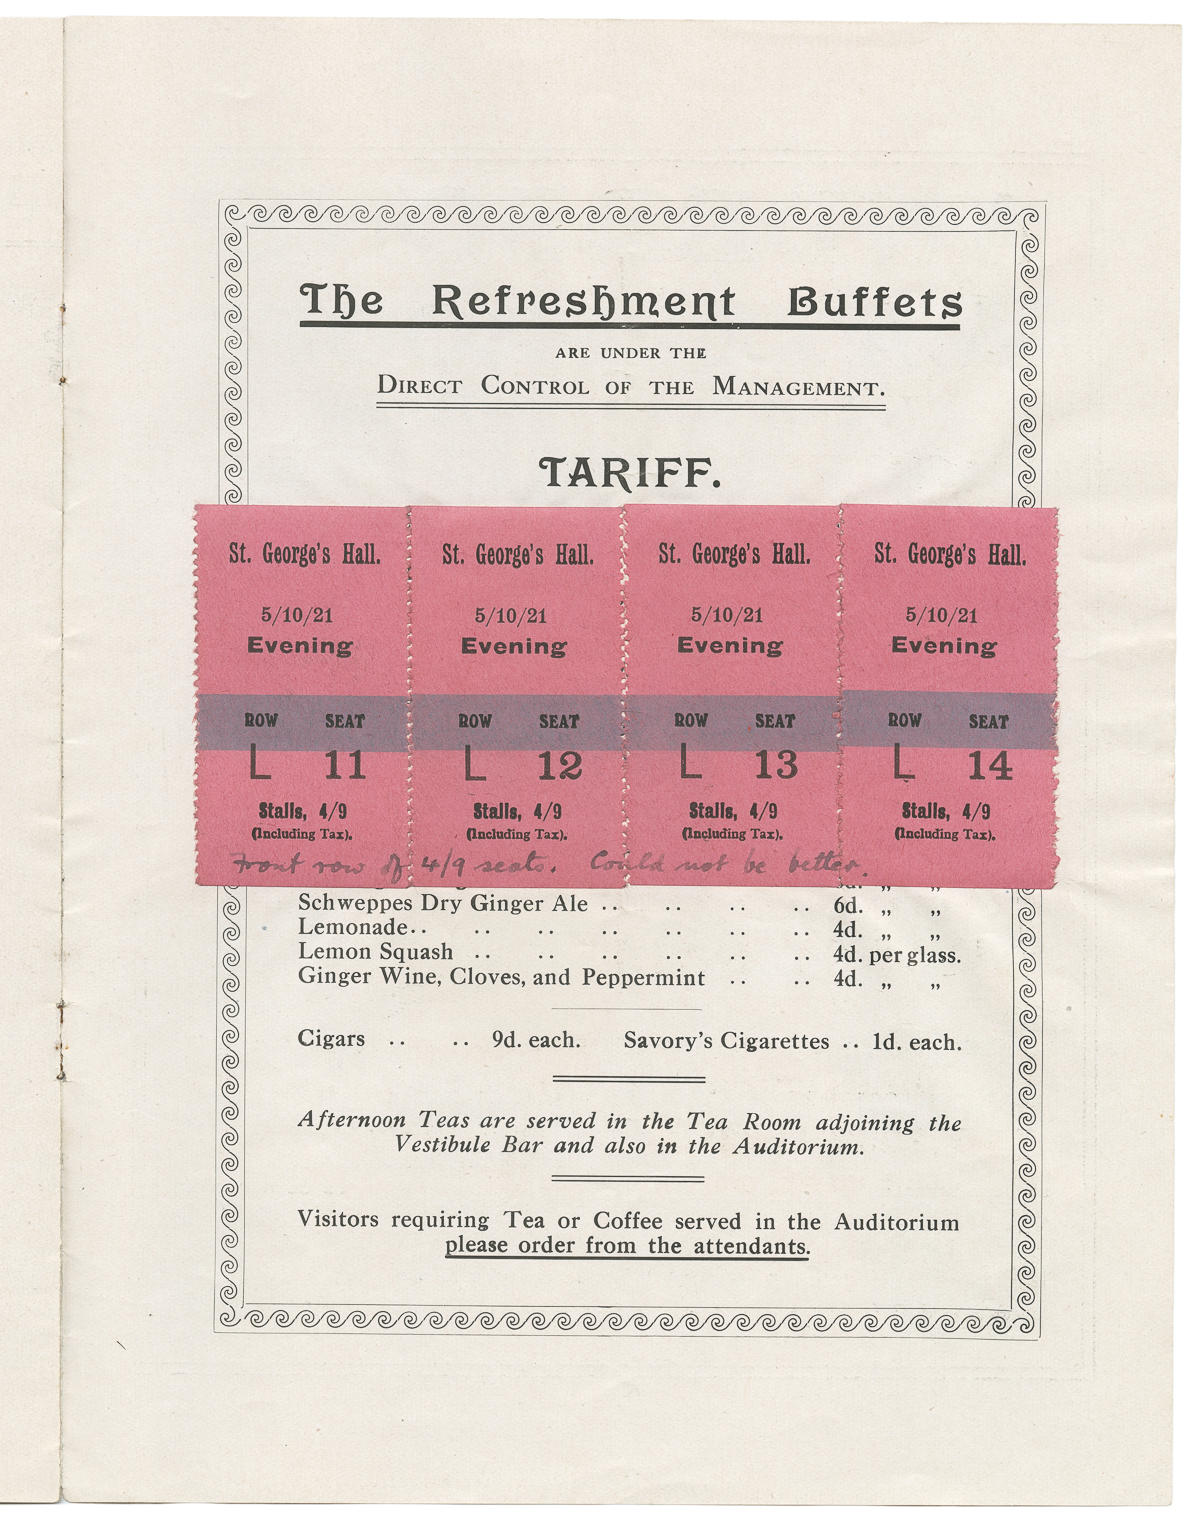 The Refreshment Buffets
ARE UNDER THE
DIRECT CONTROL OF THE MANAGEMENT.
TARIFF.
St. George's Hall. St. George's Hall. St. George's Hall. St. George's Hall.
5/10/21 5/10/21 5/10/21 5/10/21
Evening Evening Evening Evening
ROW SEAT ROW SEAT ROW SEAT ROW SEAT
L 11 L 12 L 13 L 14
Stalls, 4/9 Stalls, 4/9 Stalls, 4/9 Stalls, 4/9
(Including Tax). (Including Tax). (Including Tax). (Including Tax).
Front row of 4/9 seats. Could not be better.
Schweppes Dry Ginger Ale .. .. .. .. 6d. „ „
Lemonade.. .. .. .. .. .. .. 4d. „ „
Lemon Squash .. .. .. .. .. .. 4d. per glass.
Ginger Wine, Cloves, and Peppermint .. .. 4d. „ „
Cigars .. .. 9d. each. Savory's Cigarettes .. 1d. each.
Afternoon Teas are served in the Tea Room adjoining the
Vestibule Bar and also in the Auditorium.
Visitors requiring Tea or Coffee served in the Auditorium
please order from the attendants.